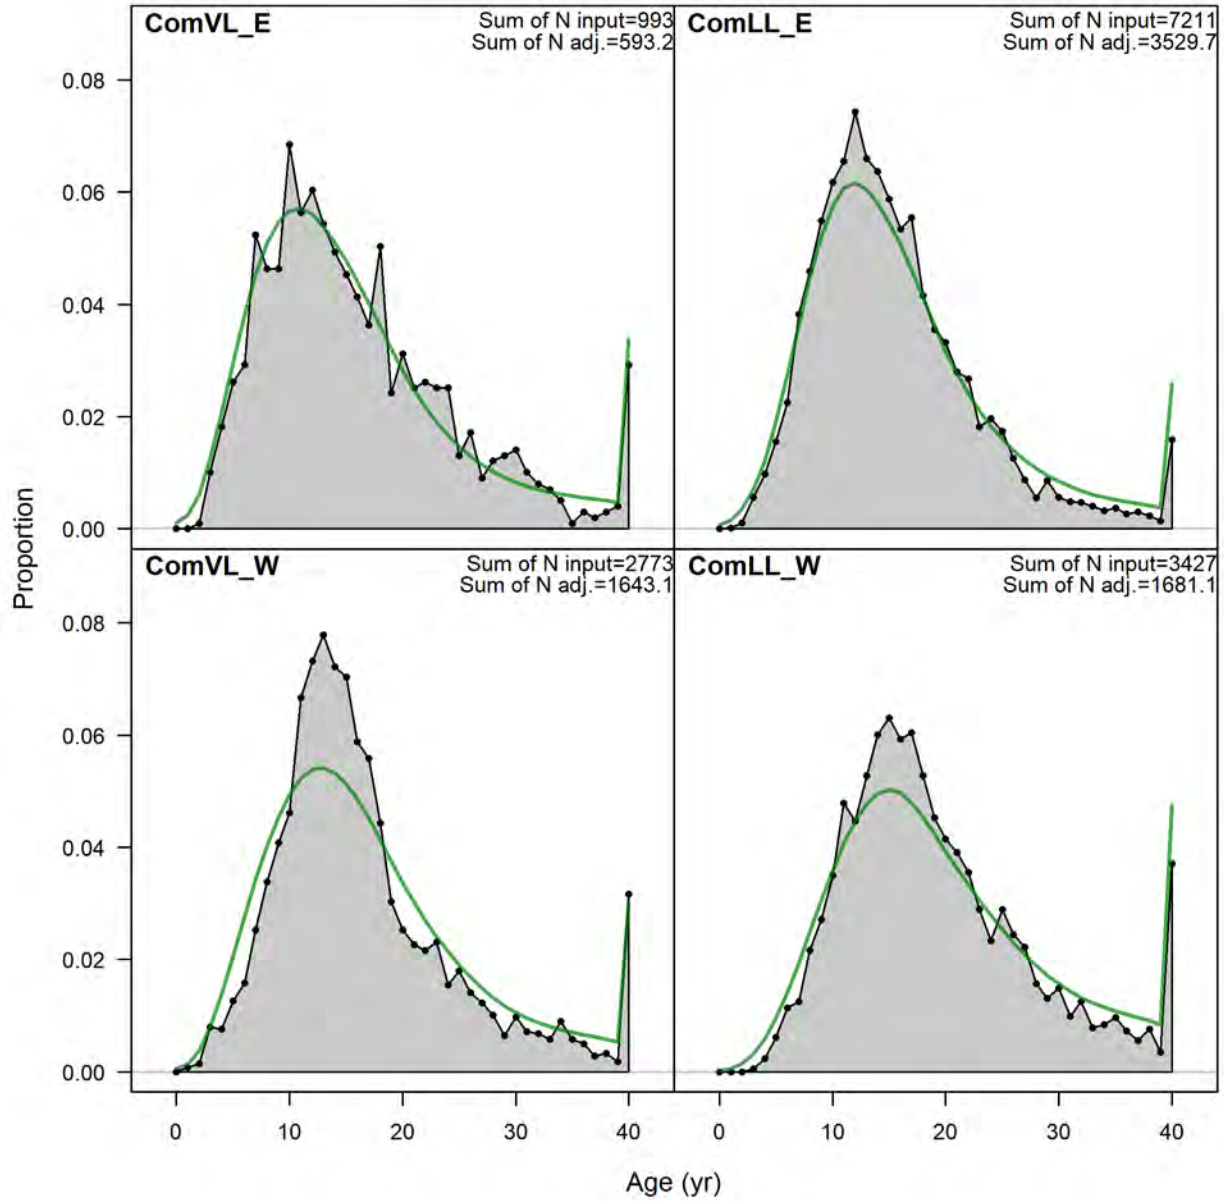 ComVL_E
Sum of N input=993
Sum of N adj.=593.2
ComLL_E
Sum of N input=7211
Sum of N adj.=3529.7
0.08
0.06
0.04
0.02
0.00
ComVL_W
Sum of N input=2773
Sum of N adj.=1643.1
ComLL_W
Sum of N input=3427
Sum of N adj.=1681.1
0.08
0.06
0.04
0.02
0.00
Proportion
0 10 20 30 40 0 10 20 30 40
Age (yr)